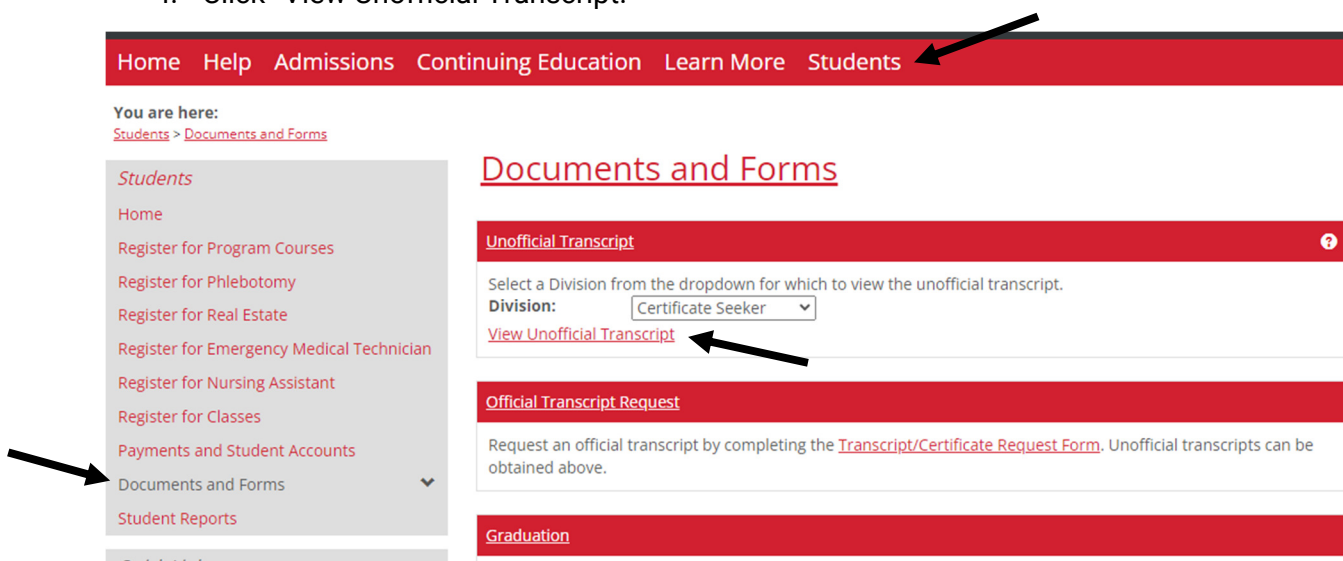 Click "View Unofficial Transcript."
Home Help Admissions Continuing Education Learn More Students
You are here:
Students > Documents and Forms
Students
Home
Register for Program Courses
Register for Phlebotomy
Register for Real Estate
Register for Emergency Medical Technician
Register for Nursing Assistant
Register for Classes
Payments and Student Accounts
Documents and Forms
Student Reports
Documents and Forms
Unofficial Transcript
Select a Division from the dropdown for which to view the unofficial transcript.
Division: Certificate Seeker
View Unofficial Transcript
Official Transcript Request
Request an official transcript by completing the Transcript/Certificate Request Form. Unofficial transcripts can be
obtained above.
Graduation